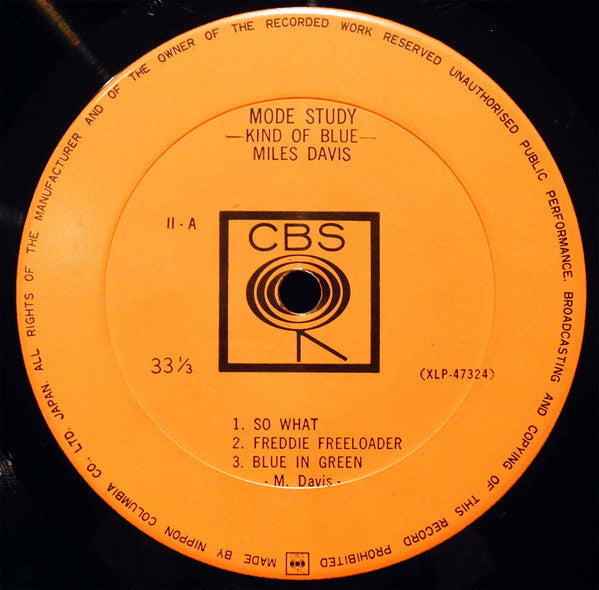 MODE STUDY
—KIND OF BLUE—
MILES DAVIS
II - A
CBS
33⅓
(XLP-47324)
1. SO WHAT
2. FREDDIE FREELOADER
3. BLUE IN GREEN
- M. Davis -
MADE BY NIPPON COLUMBIA CO., LTD. JAPAN. ALL RIGHTS OF THE MANUFACTURER AND OF THE OWNER OF THE RECORDED WORK RESERVED UNAUTHORISED PUBLIC PERFORMANCE, BROADCASTING AND COPYING OF THIS RECORD PROHIBITED